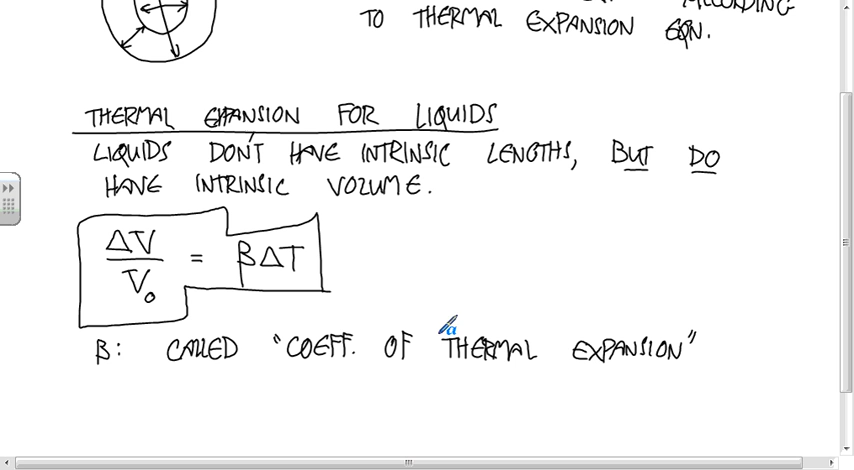 ACCORDING
TO THERMAL EXPANSION EQN.
THERMAL EXPANSION FOR LIQUIDS
LIQUIDS DON'T HAVE INTRINSIC LENGTHS, BUT DO
HAVE INTRINSIC VOLUME.
ΔV/V₀ = βΔT
β: CALLED "COEFF. OF THERMAL EXPANSION"